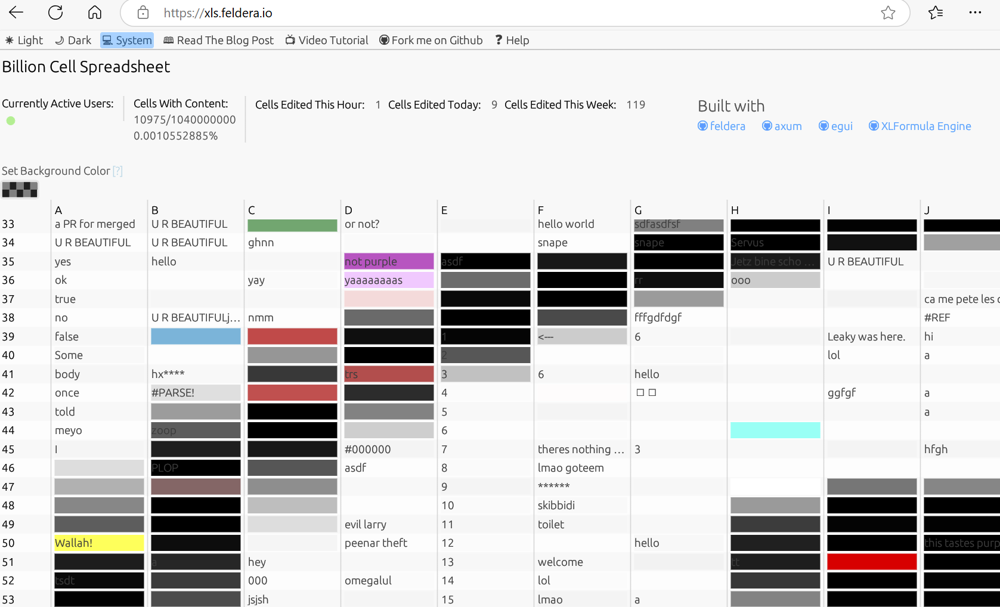 https://xls.feldera.io
Light Dark System Read The Blog Post Video Tutorial Fork me on Github ? Help
Billion Cell Spreadsheet
Currently Active Users: Cells With Content: Cells Edited This Hour: 1 Cells Edited Today: 9 Cells Edited This Week: 119 Built with
10975/1040000000 feldera axum egui XLFormula Engine
0.0010552885%
Set Background Color [?]
A B C D E F G H I J
33 a PR for merged U R BEAUTIFUL or not? hello world sdfasdfsf
34 U R BEAUTIFUL U R BEAUTIFUL ghnn snape snape Servus
35 yes hello not purple asdf Jetz bine scho ... U R BEAUTIFUL
36 ok yay yaaaaaaaas rr ooo
37 true ca me pete les c
38 no U R BEAUTIFULj... nmm fffgdfdgf #REF
39 false 1 <--- 6 Leaky was here. hi
40 Some 2 lol a
41 body hx**** trs 3 6 hello
42 once #PARSE! 4 □ □ ggfgf a
43 told 5 a
44 meyo zoop 6
45 I #000000 7 theres nothing ... 3 hfgh
46 PLOP asdf 8 lmao goteem
47 9 ******
48 10 skibbidi
49 evil larry 11 toilet
50 Wallah! peenar theft 12 hello this tastes purp
51 a hey 13 welcome tt
52 tsdt 000 omegalul 14 lol
53 jsjsh 15 lmao a